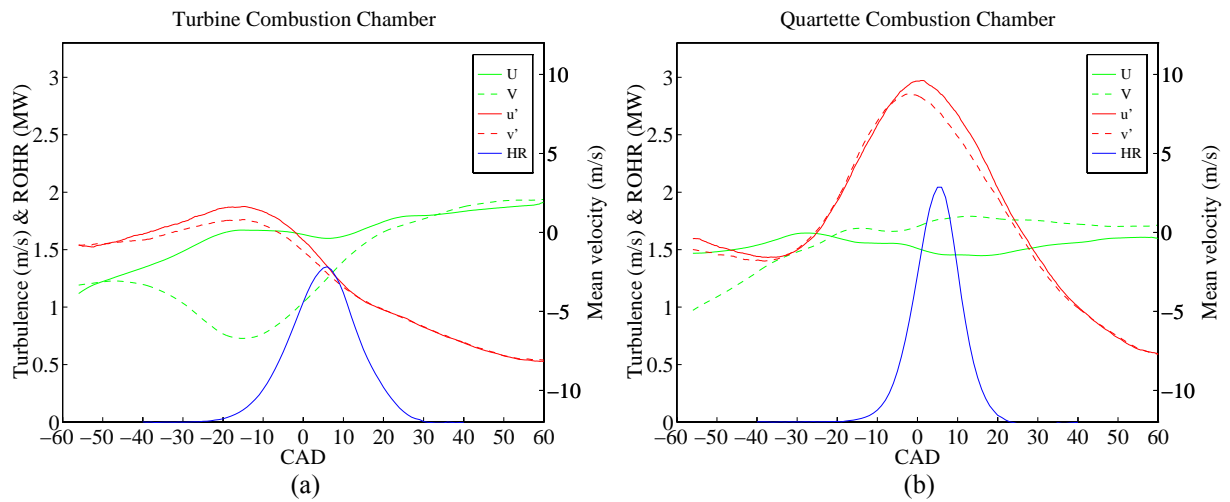 Turbine Combustion Chamber
Turbulence (m/s) & ROHR (MW)
3
2.5
2
1.5
1
0.5
0
U
V
u'
v'
HR
10
5
0
−5
−10
Mean velocity (m/s)
−60 −50 −40 −30 −20 −10 0 10 20 30 40 50 60
CAD
(a)
Quartette Combustion Chamber
Turbulence (m/s) & ROHR (MW)
3
2.5
2
1.5
1
0.5
0
U
V
u'
v'
HR
10
5
0
−5
−10
Mean velocity (m/s)
−60 −50 −40 −30 −20 −10 0 10 20 30 40 50 60
CAD
(b)